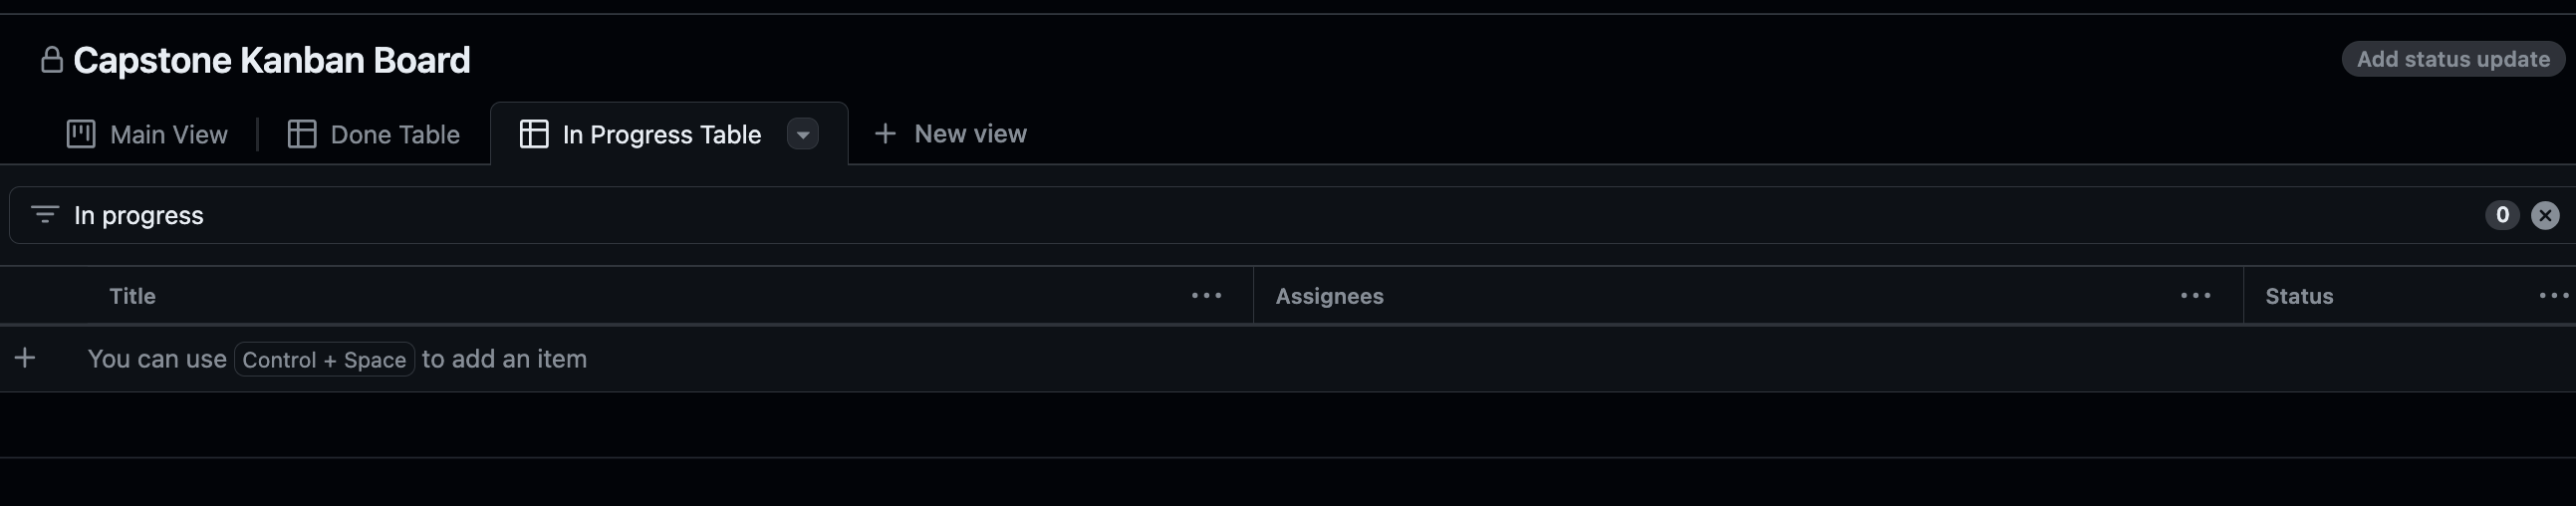 Capstone Kanban Board
Add status update
Main View
Done Table
In Progress Table
New view
In progress
0
Title
Assignees
Status
You can use Control + Space to add an item